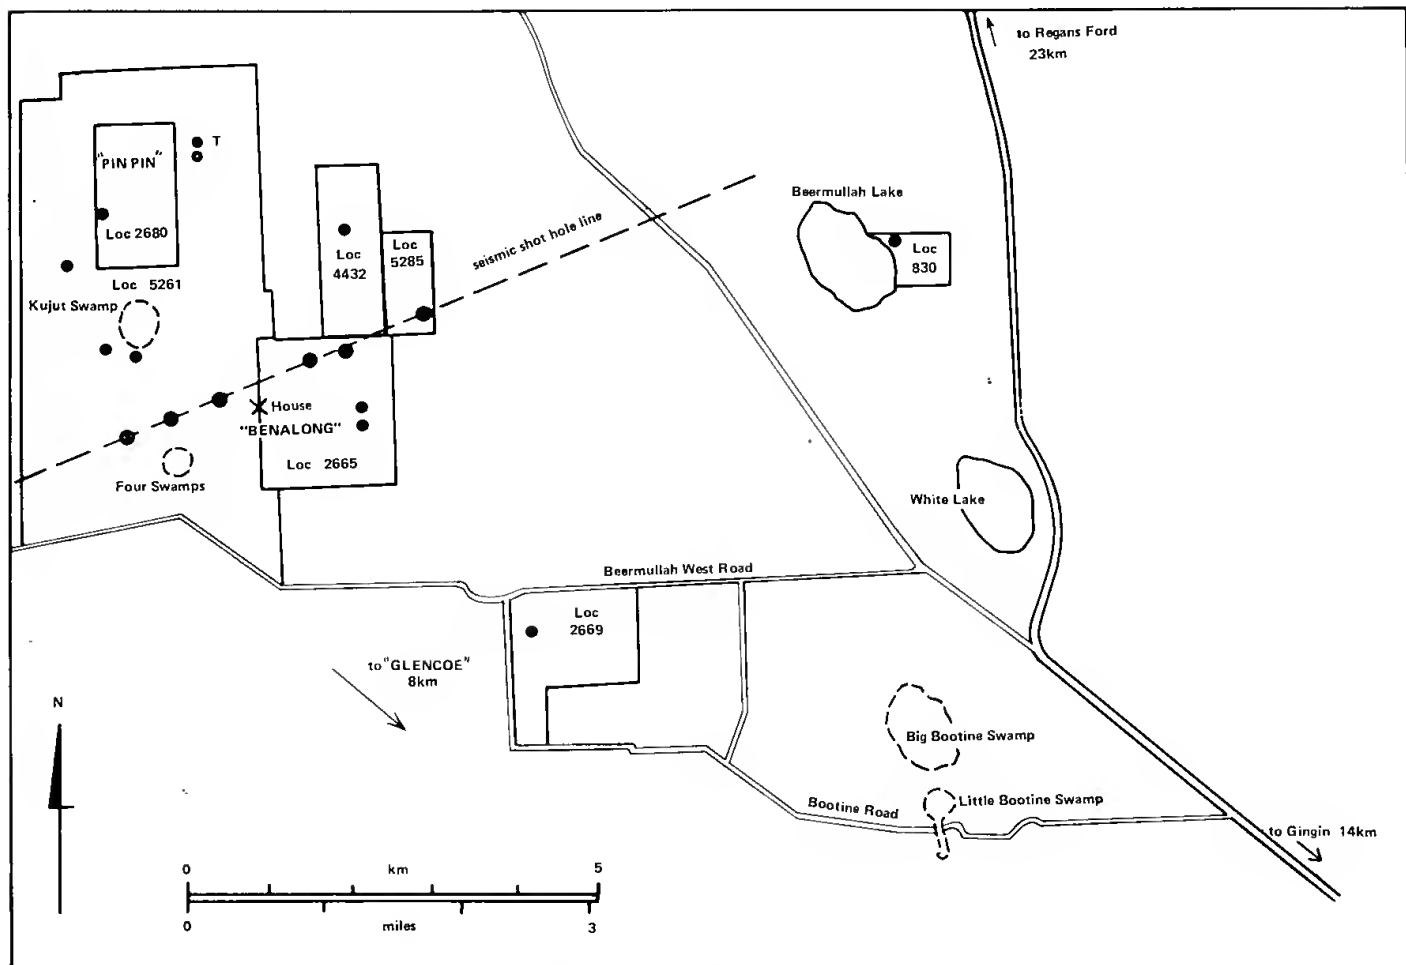 to Regans Ford
23km
T
"PIN PIN"
Loc 2680
Loc 5261
Kujut Swamp
Loc
4432
Loc
5285
seismic shot hole line
Beermullah Lake
Loc
830
House
"BENALONG"
Loc 2665
Four Swamps
White Lake
Beermullah West Road
Loc
2669
to "GLENCOE"
8km
N
Big Bootine Swamp
Little Bootine Swamp
Bootine Road
to Gingin 14km
0 km 5
0 miles 3